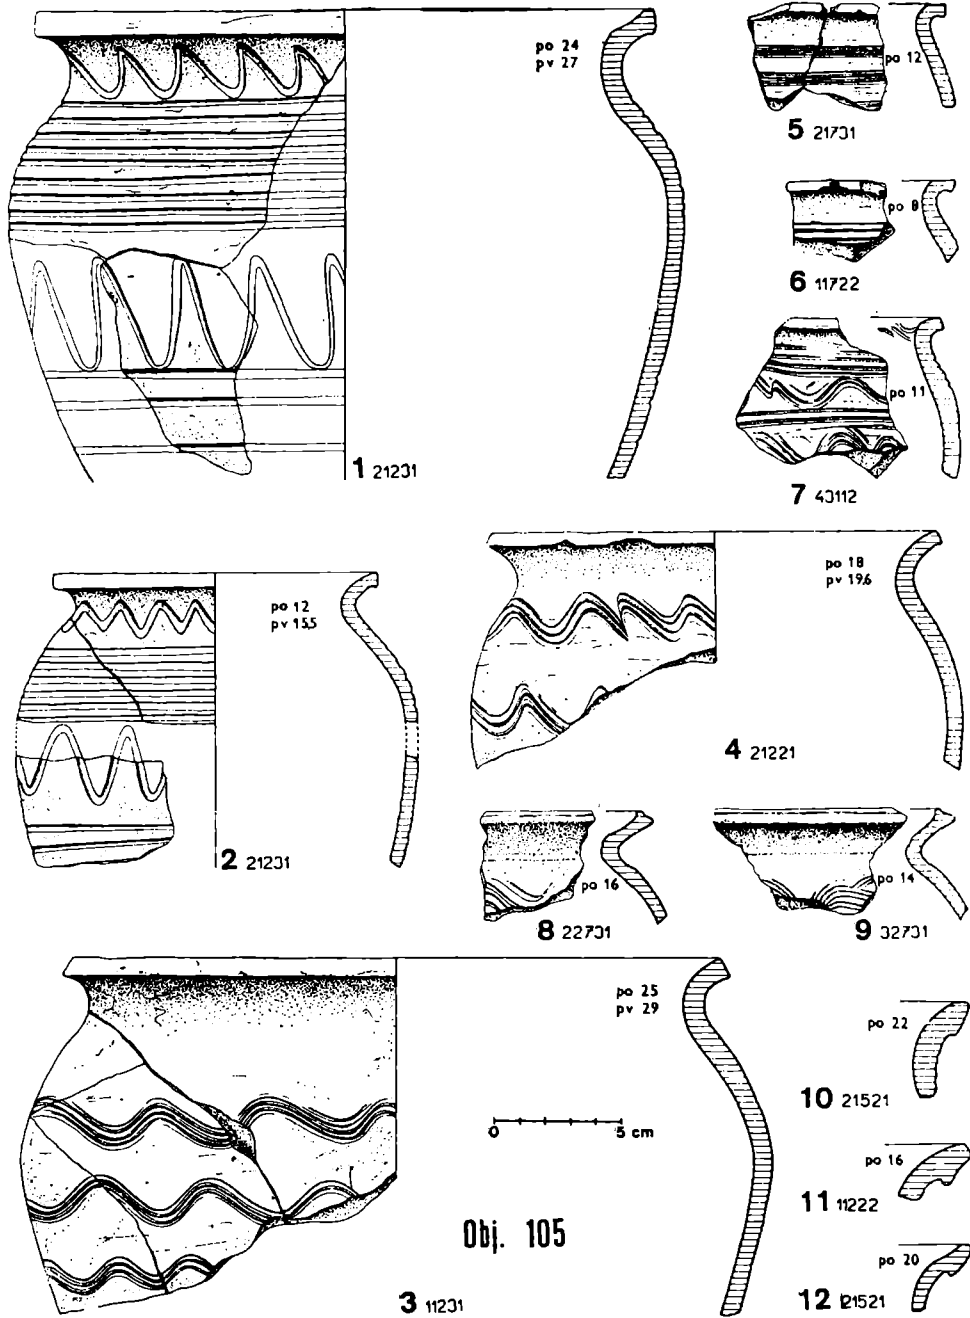 po 24
pv 27
1 21231
po 12
5 21731
po 8
6 11722
po 11
7 43112
po 12
pv 15,5
2 21231
po 18
pv 19,6
4 21221
po 16
8 22731
po 14
9 32731
po 25
pv 29
0 5 cm
Obj. 105
3 11231
po 22
10 21521
po 16
11 11222
po 20
12 21521